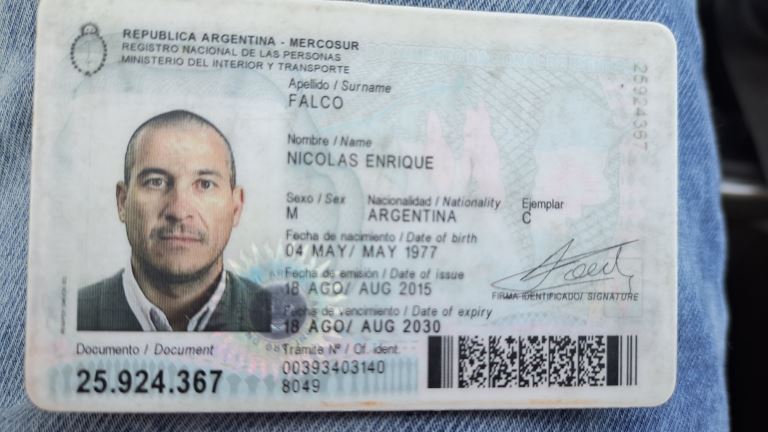 REPUBLICA ARGENTINA - MERCOSUR
REGISTRO NACIONAL DE LAS PERSONAS
MINISTERIO DEL INTERIOR Y TRANSPORTE
Apellido / Surname
FALCO
Nombre / Name
NICOLAS ENRIQUE
Sexo / Sex Nacionalidad / Nationality Ejemplar
M ARGENTINA C
Fecha de nacimiento / Date of birth
04 MAY/ MAY 1977
Fecha de emisión / Date of issue
18 AGO/ AUG 2015
FIRMA IDENTIFICADO/ SIGNATURE
Fecha de vencimiento / Date of expiry
18 AGO/ AUG 2030
Documento / Document
25.924.367
Trámite Nº / Of. ident.
00393403140
8049
25924367